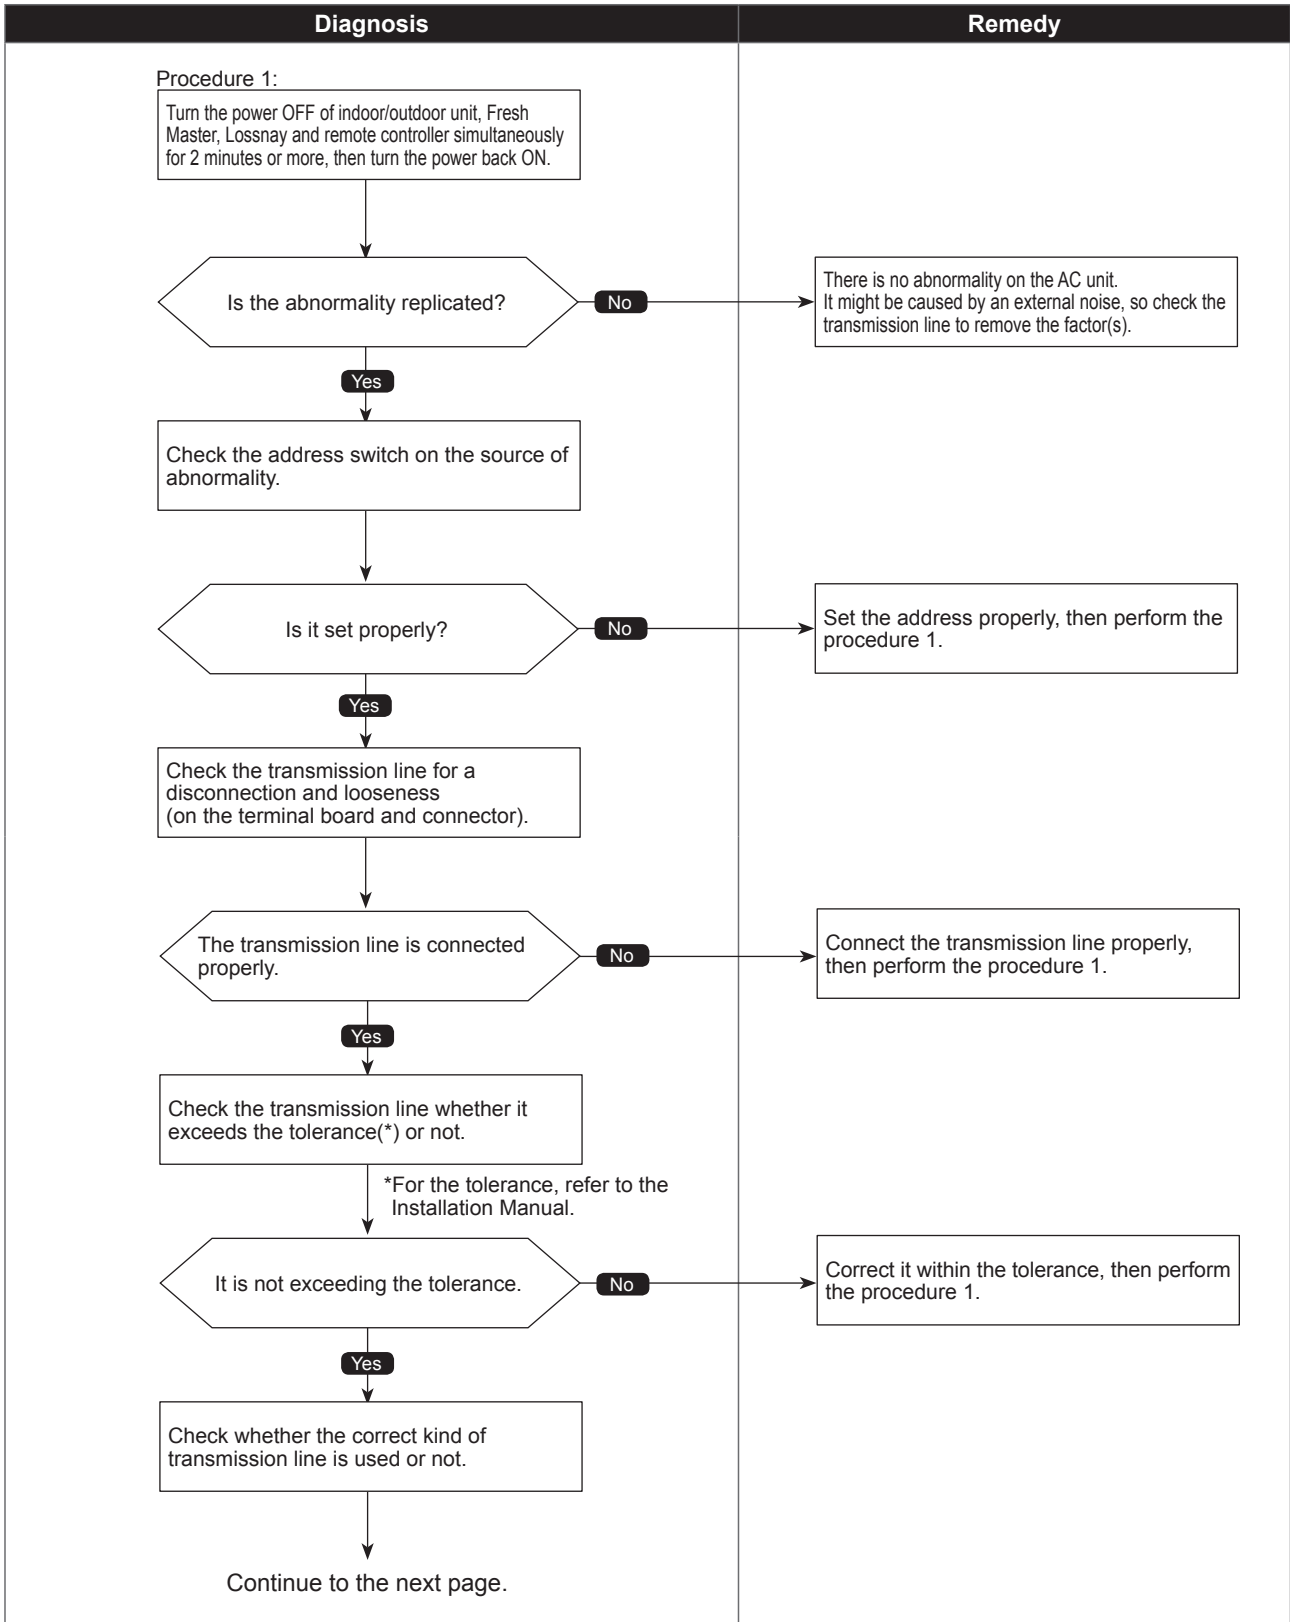 Diagnosis
Remedy
Procedure 1:
Turn the power OFF of indoor/outdoor unit, Fresh
Master, Lossnay and remote controller simultaneously
for 2 minutes or more, then turn the power back ON.
Is the abnormality replicated?
No
There is no abnormality on the AC unit.
It might be caused by an external noise, so check the
transmission line to remove the factor(s).
Yes
Check the address switch on the source of
abnormality.
Is it set properly?
No
Set the address properly, then perform the
procedure 1.
Yes
Check the transmission line for a
disconnection and looseness
(on the terminal board and connector).
The transmission line is connected
properly.
No
Connect the transmission line properly,
then perform the procedure 1.
Yes
Check the transmission line whether it
exceeds the tolerance(*) or not.
*For the tolerance, refer to the
Installation Manual.
It is not exceeding the tolerance.
No
Correct it within the tolerance, then perform
the procedure 1.
Yes
Check whether the correct kind of
transmission line is used or not.
Continue to the next page.